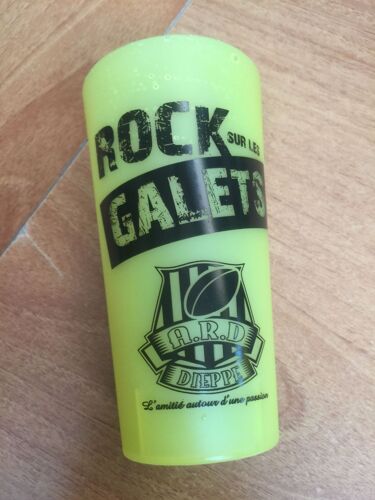 ROCK
SUR LES
GALETS
A.R.D
DIEPPE
L'amitié autour d'une passion